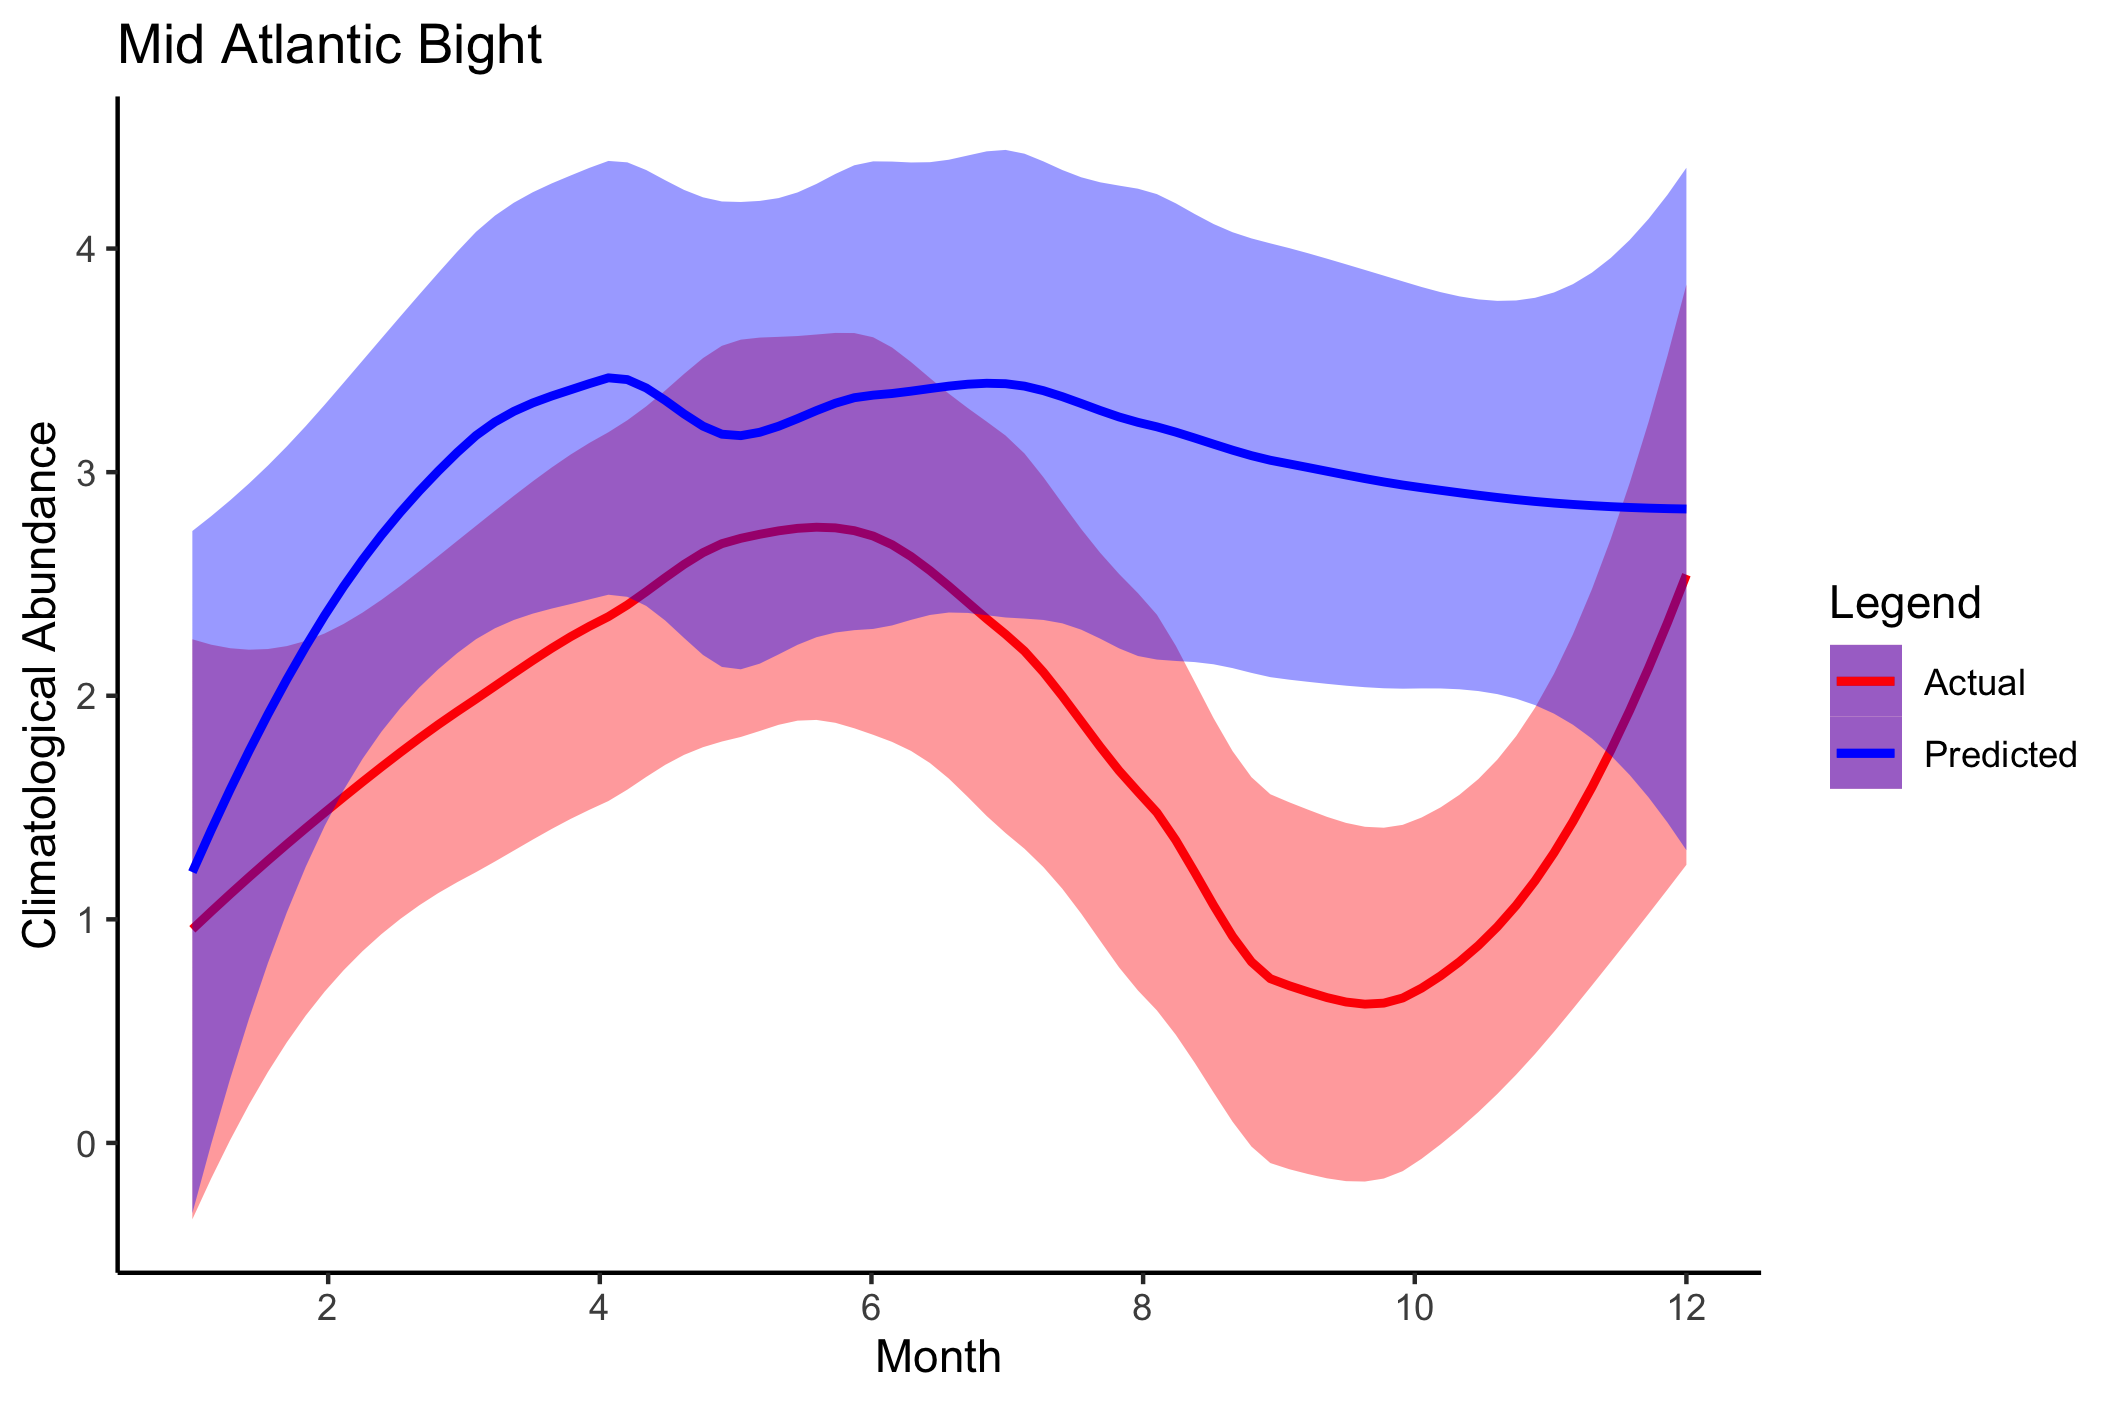 Mid Atlantic Bight
Climatological Abundance
4
3
2
1
0
2 4 6 8 10 12
Month
Legend
Actual
Predicted